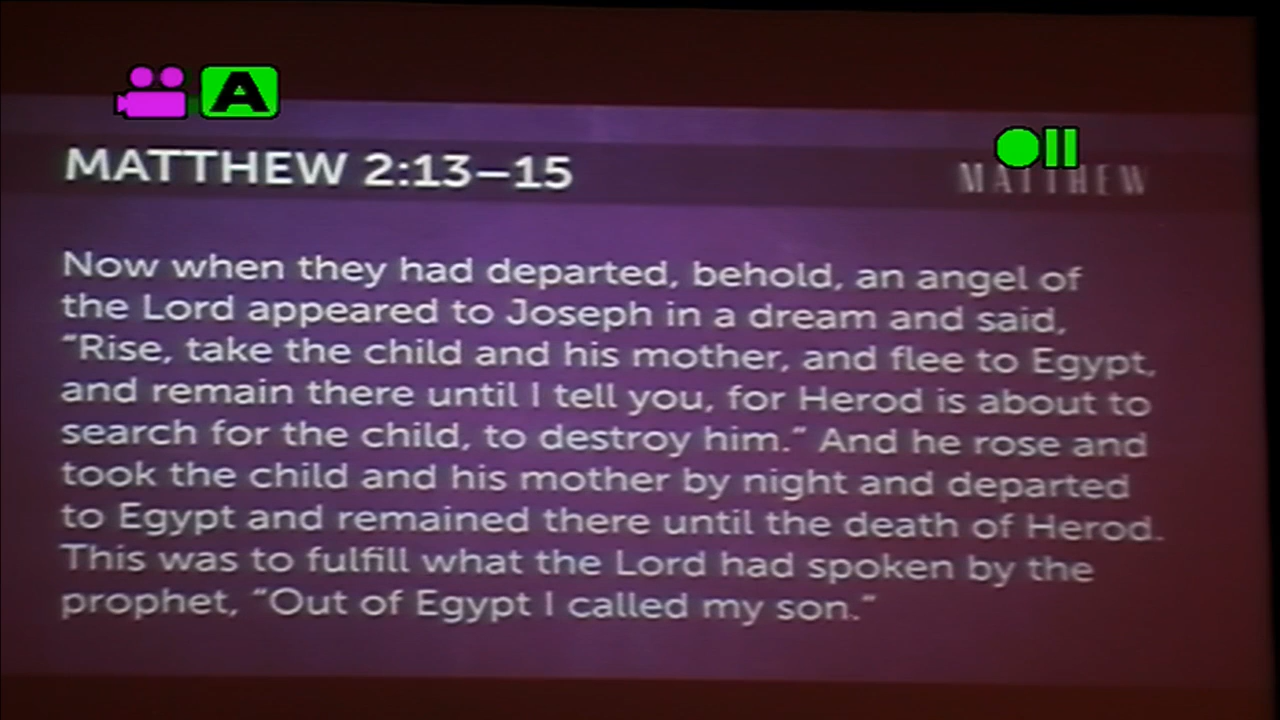 A
MATTHEW 2:13–15
MATTHEW
Now when they had departed, behold, an angel of
the Lord appeared to Joseph in a dream and said,
“Rise, take the child and his mother, and flee to Egypt,
and remain there until I tell you, for Herod is about to
search for the child, to destroy him.” And he rose and
took the child and his mother by night and departed
to Egypt and remained there until the death of Herod.
This was to fulfill what the Lord had spoken by the
prophet, “Out of Egypt I called my son.”